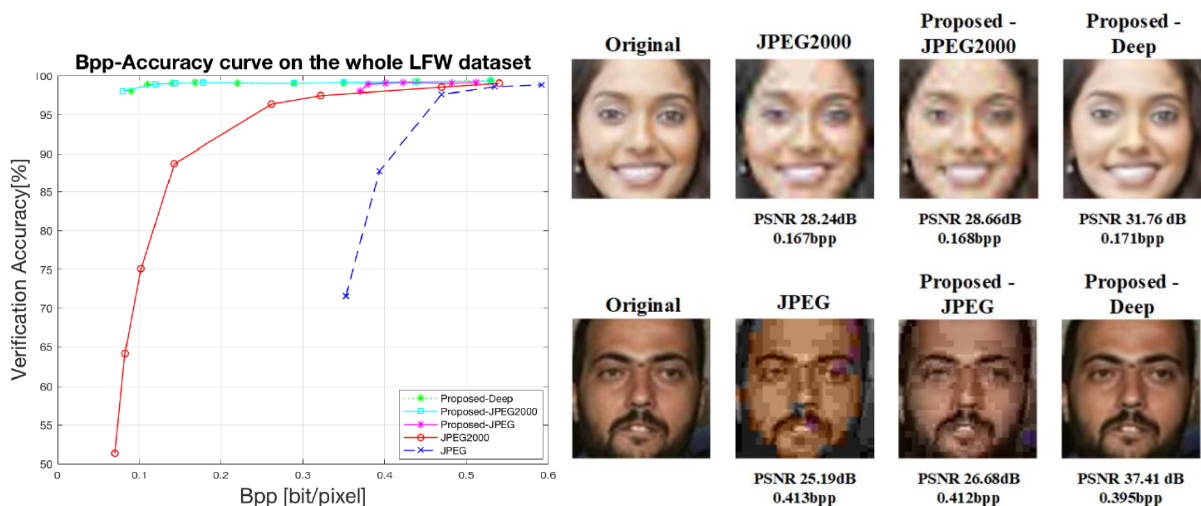 Bpp-Accuracy curve on the whole LFW dataset
Verification Accuracy[%]
100
95
90
85
80
75
70
65
60
55
50
0
0.1
0.2
0.3
0.4
0.5
0.6
Bpp [bit/pixel]
Proposed-Deep
Proposed-JPEG2000
Proposed-JPEG
JPEG2000
JPEG
Original
JPEG2000
Proposed -
JPEG2000
Proposed -
Deep
PSNR 28.24dB
0.167bpp
PSNR 28.66dB
0.168bpp
PSNR 31.76 dB
0.171bpp
Original
JPEG
Proposed -
JPEG
Proposed -
Deep
PSNR 25.19dB
0.413bpp
PSNR 26.68dB
0.412bpp
PSNR 37.41 dB
0.395bpp